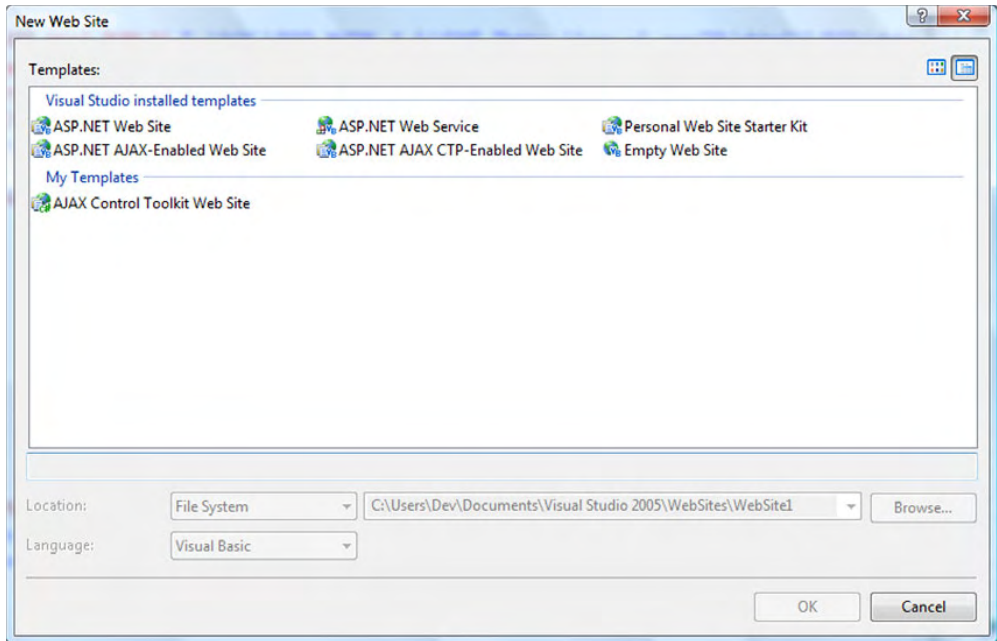 New Web Site
Templates:
Visual Studio installed templates
ASP.NET Web Site
ASP.NET Web Service
Personal Web Site Starter Kit
ASP.NET AJAX-Enabled Web Site
ASP.NET AJAX CTP-Enabled Web Site
Empty Web Site
My Templates
AJAX Control Toolkit Web Site
Location:
File System
C:\Users\Dev\Documents\Visual Studio 2005\WebSites\WebSite1
Browse...
Language:
Visual Basic
OK
Cancel